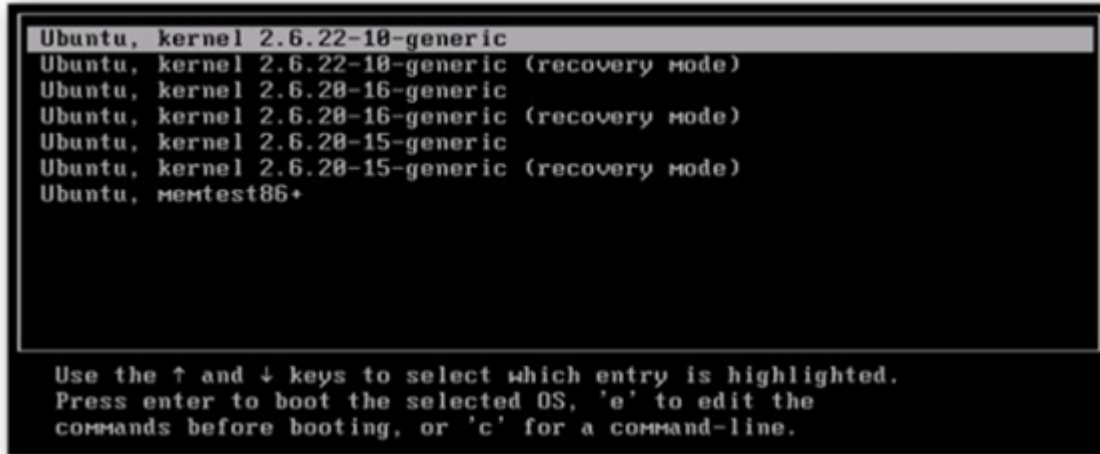 Ubuntu, kernel 2.6.22-10-generic
Ubuntu, kernel 2.6.22-10-generic (recovery mode)
Ubuntu, kernel 2.6.20-16-generic
Ubuntu, kernel 2.6.20-16-generic (recovery mode)
Ubuntu, kernel 2.6.20-15-generic
Ubuntu, kernel 2.6.20-15-generic (recovery mode)
Ubuntu, memtest86+
Use the ↑ and ↓ keys to select which entry is highlighted.
Press enter to boot the selected OS, 'e' to edit the
commands before booting, or 'c' for a command-line.